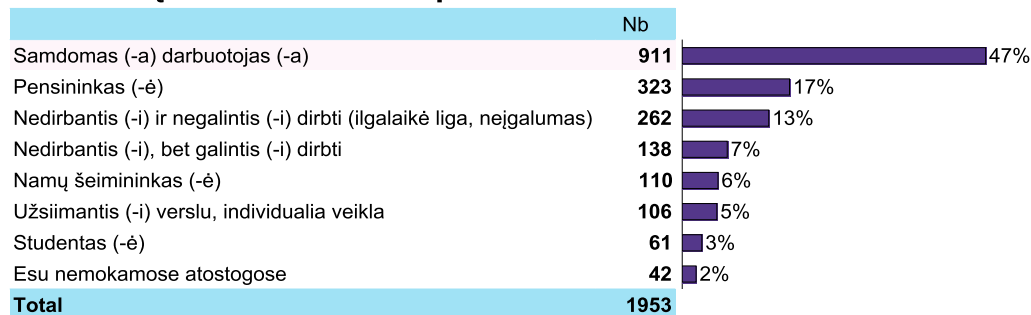 Nb
Samdomas (-a) darbuotojas (-a) 911 47%
Pensininkas (-ė) 323 17%
Nedirbantis (-i) ir negalintis (-i) dirbti (ilgalaikė liga, neįgalumas) 262 13%
Nedirbantis (-i), bet galintis (-i) dirbti 138 7%
Namų šeimininkas (-ė) 110 6%
Užsiimantis (-i) verslu, individualia veikla 106 5%
Studentas (-ė) 61 3%
Esu nemokamose atostogose 42 2%
Total 1953